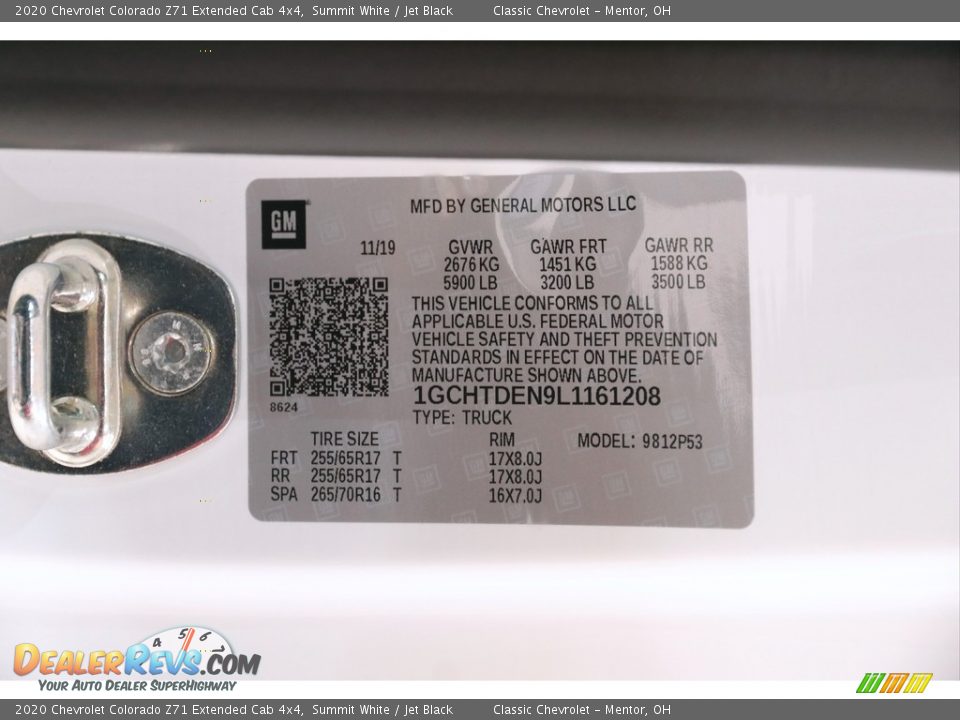 2020 Chevrolet Colorado Z71 Extended Cab 4x4, Summit White / Jet Black Classic Chevrolet – Mentor, OH
GM
MFD BY GENERAL MOTORS LLC
11/19 GVWR GAWR FRT GAWR RR
2676 KG 1451 KG 1588 KG
5900 LB 3200 LB 3500 LB
THIS VEHICLE CONFORMS TO ALL
APPLICABLE U.S. FEDERAL MOTOR
VEHICLE SAFETY AND THEFT PREVENTION
STANDARDS IN EFFECT ON THE DATE OF
MANUFACTURE SHOWN ABOVE.
1GCHTDEN9L1161208
8624
TYPE: TRUCK
TIRE SIZE RIM MODEL: 9812P53
FRT 255/65R17 T 17X8.0J
RR 255/65R17 T 17X8.0J
SPA 265/70R16 T 16X7.0J
4 5 6 7
DEALERREVS.COM
YOUR AUTO DEALER SUPERHIGHWAY
2020 Chevrolet Colorado Z71 Extended Cab 4x4, Summit White / Jet Black Classic Chevrolet – Mentor, OH